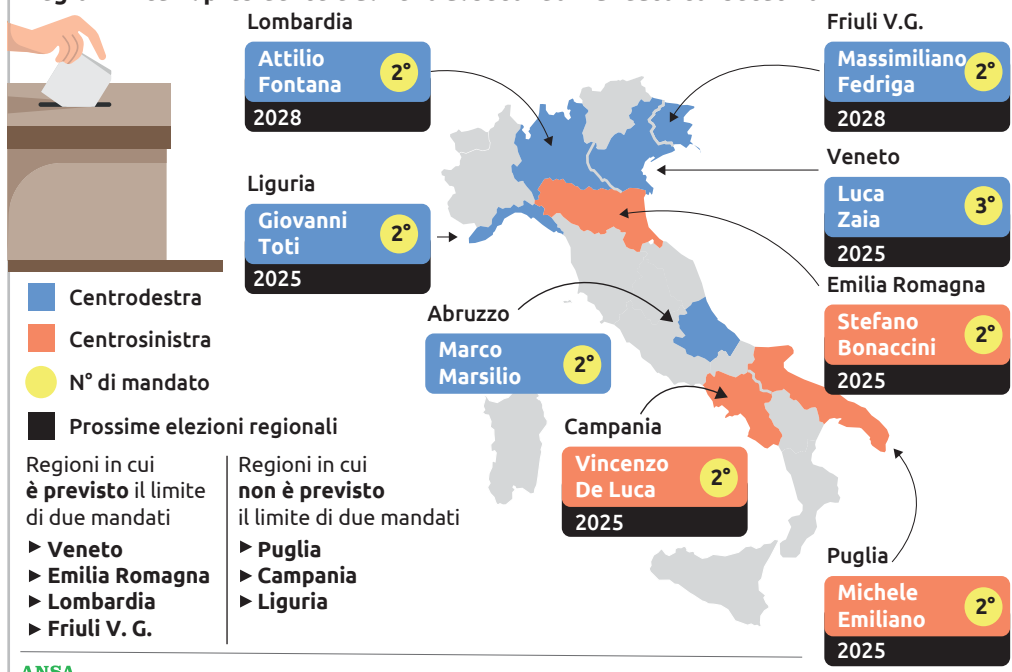 Lombardia
Attilio
Fontana
2°
2028
Friuli V.G.
Massimiliano
Fedriga
2°
2028
Liguria
Giovanni
Toti
2°
2025
Veneto
Luca
Zaia
3°
2025
Emilia Romagna
Stefano
Bonaccini
2°
2025
Abruzzo
Marco
Marsilio
2°
Campania
Vincenzo
De Luca
2°
2025
Puglia
Michele
Emiliano
2°
2025
Centrodestra
Centrosinistra
N° di mandato
Prossime elezioni regionali
Regioni in cui
è previsto il limite
di due mandati
Veneto
Emilia Romagna
Lombardia
Friuli V. G.
Regioni in cui
non è previsto
il limite di due mandati
Puglia
Campania
Liguria
ANSA